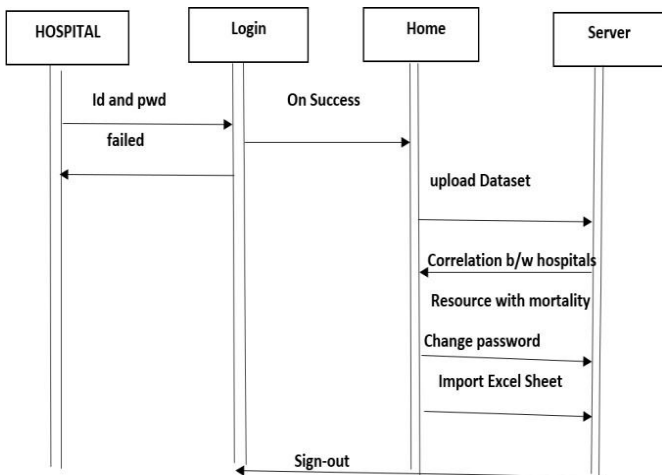 HOSPITAL
Login
Home
Server
Id and pwd
On Success
failed
upload Dataset
Correlation b/w hospitals
Resource with mortality
Change password
Import Excel Sheet
Sign-out